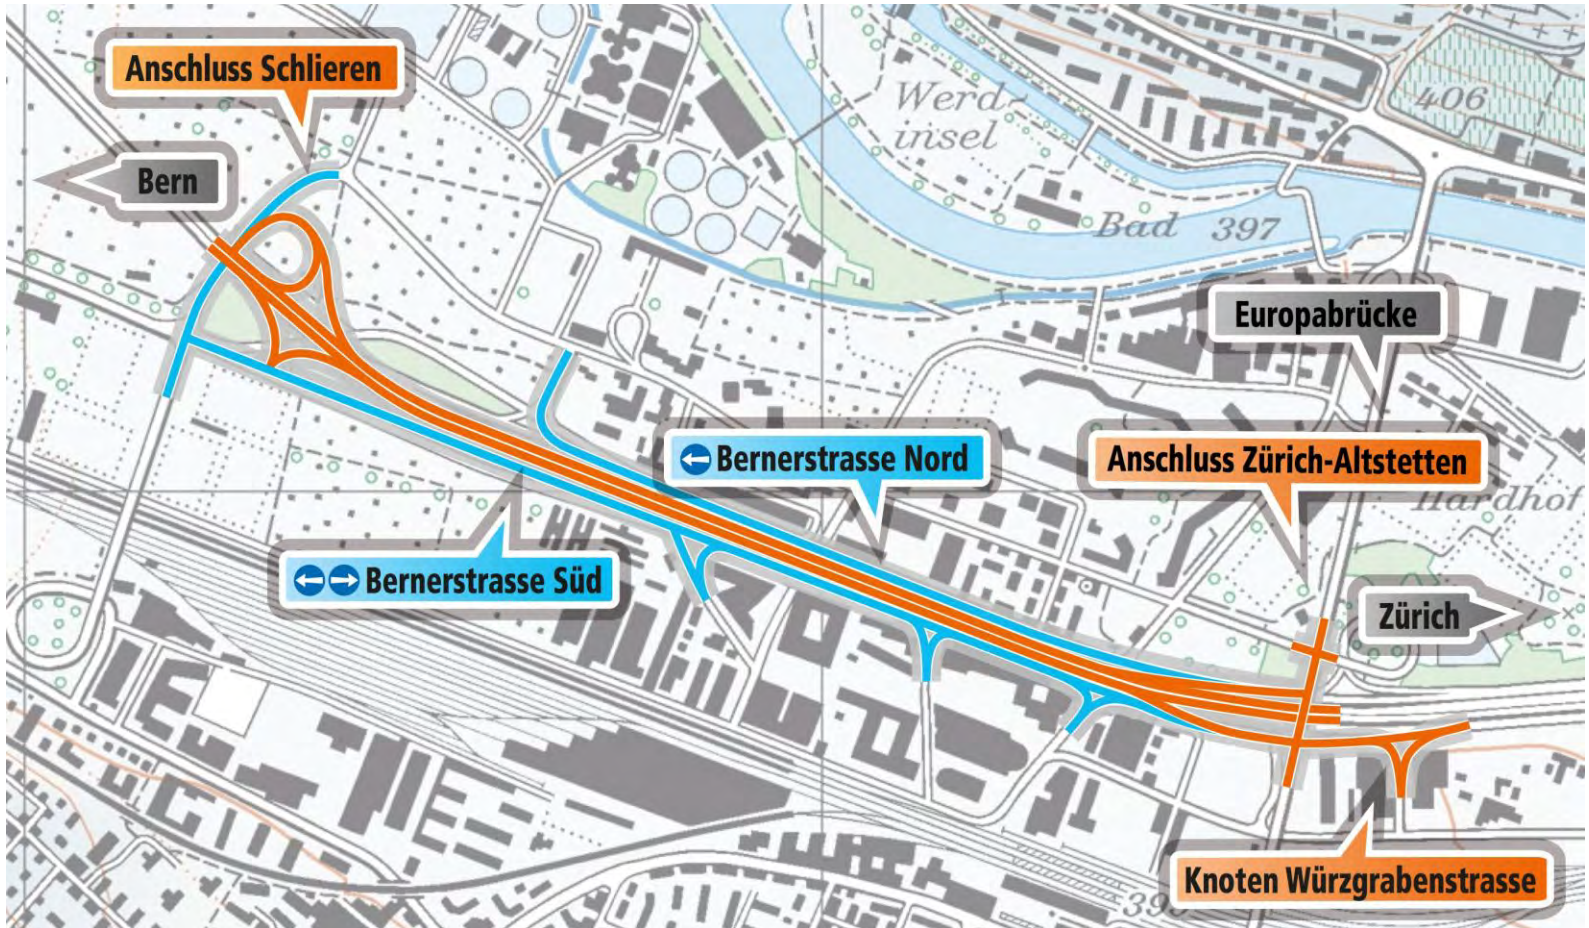 Anschluss Schlieren
Bern
Werd-
insel
406
Bad 397
Europabrücke
Bernerstrasse Nord
Anschluss Zürich-Altstetten
Hardhof
Bernerstrasse Süd
Zürich
Knoten Würzgrabenstrasse